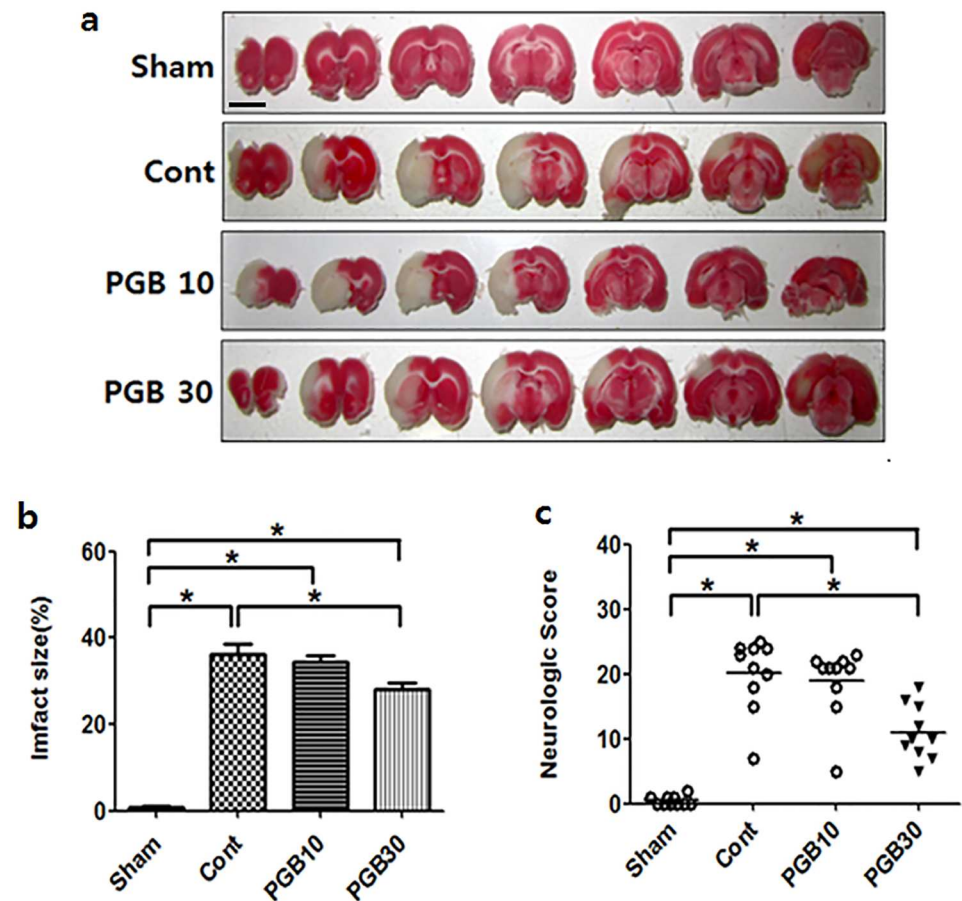 a
Sham
Cont
PGB 10
PGB 30
b
Imfact size(%)
60
40
20
0
* * * *
Sham Cont PGB10 PGB30
c
Neurologic Score
40
30
20
10
0
* * * *
Sham Cont PGB10 PGB30